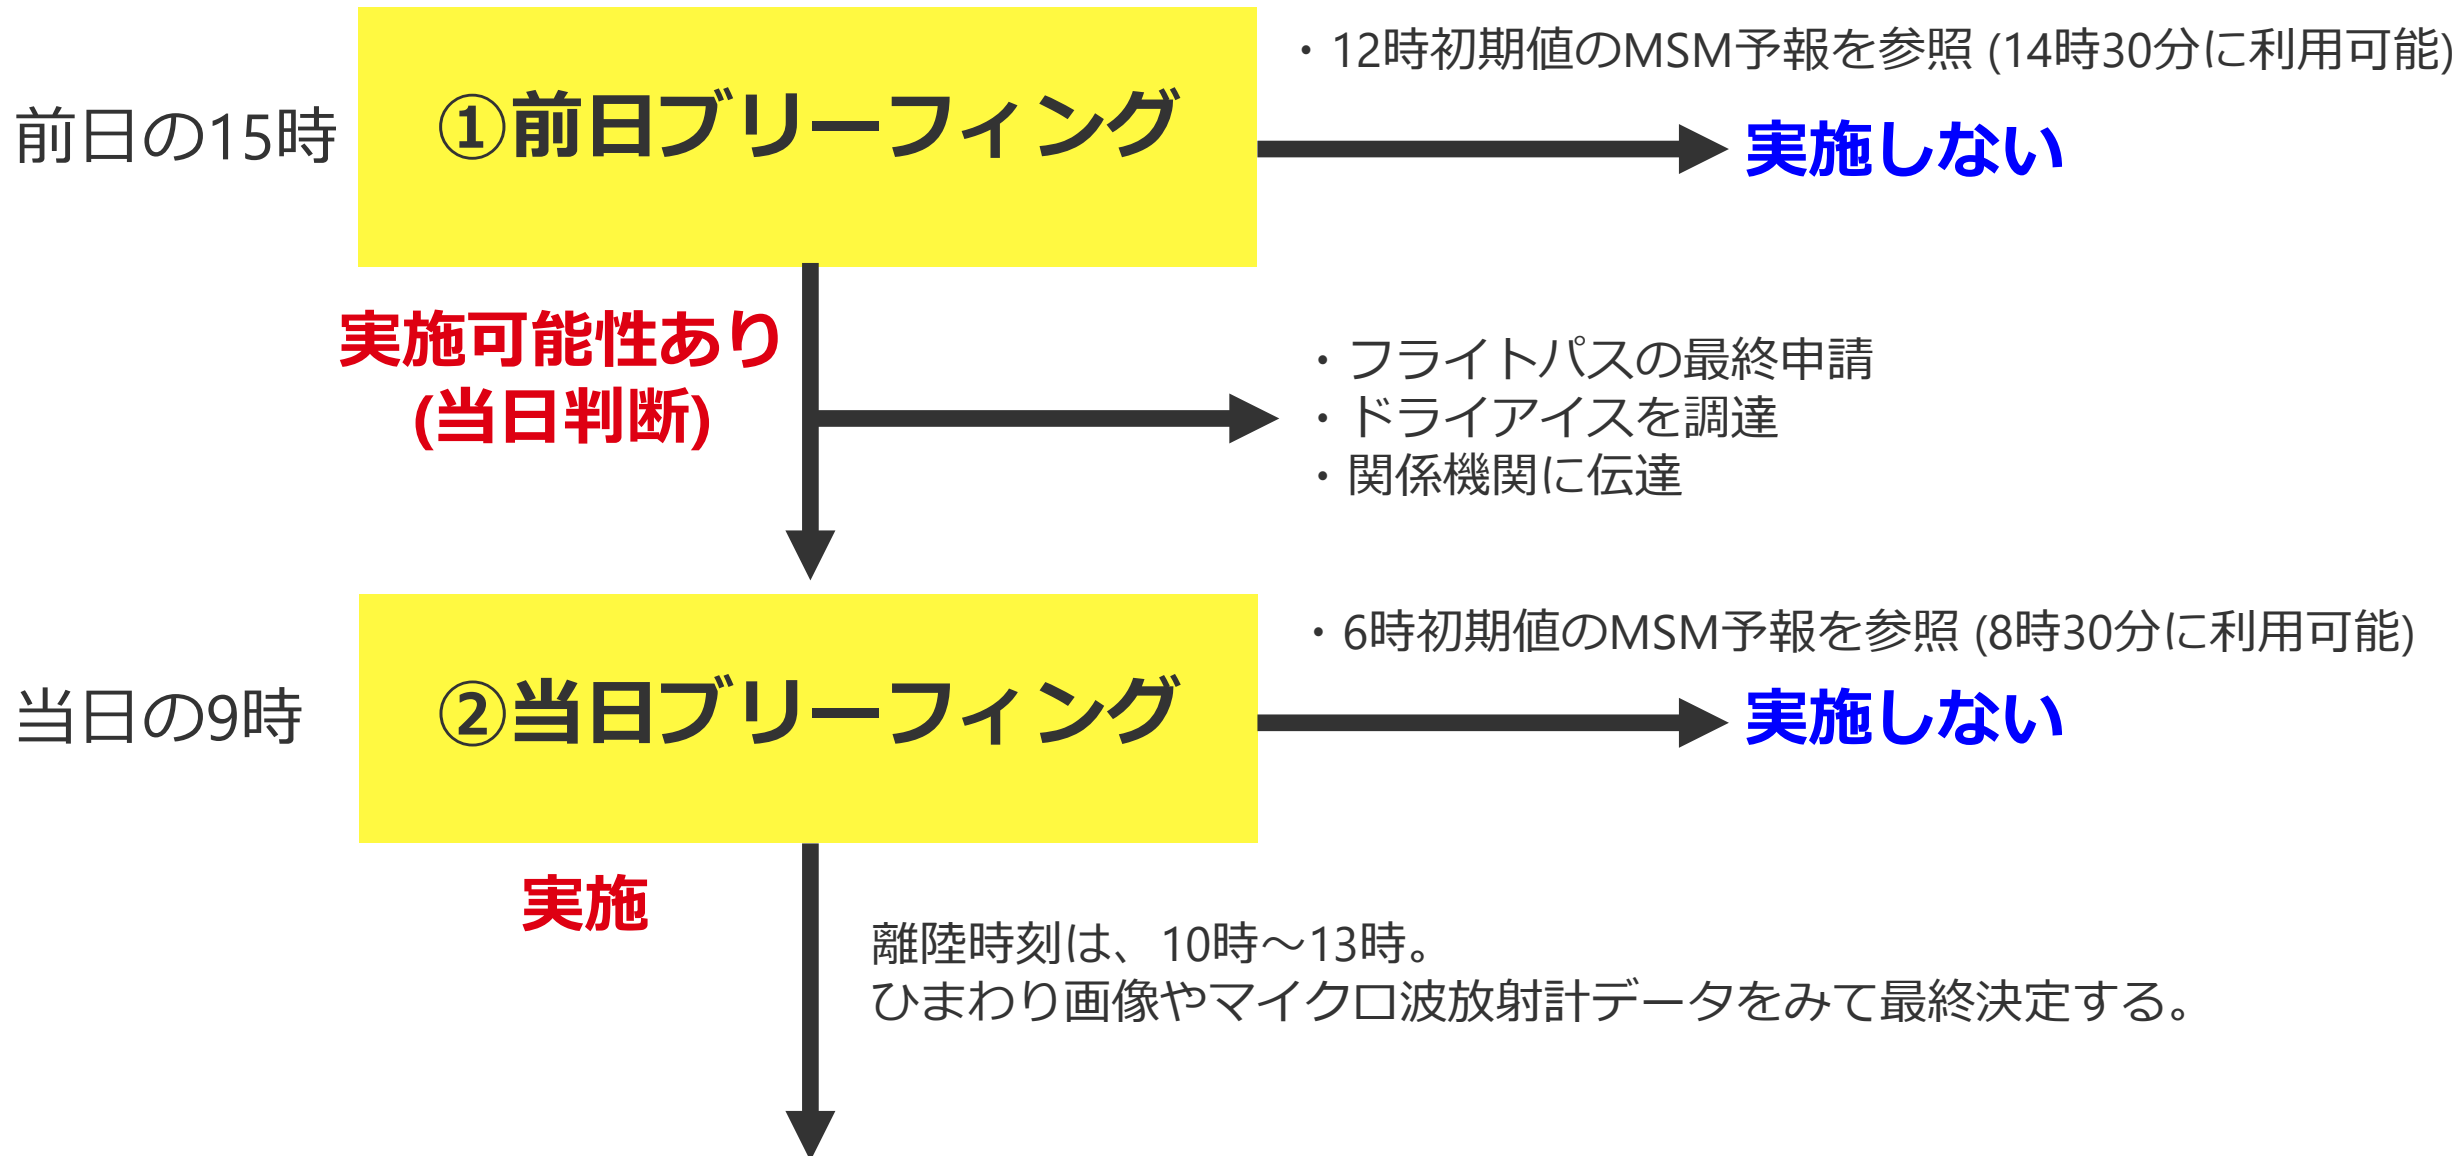 ・12時初期値のMSM予報を参照 (14時30分に利用可能)
前日の15時
①前日ブリーフィング
実施しない
実施可能性あり
(当日判断)
・フライトパスの最終申請
・ドライアイスを調達
・関係機関に伝達
・6時初期値のMSM予報を参照 (8時30分に利用可能)
当日の9時
②当日ブリーフィング
実施しない
実施
離陸時刻は、10時～13時。
ひまわり画像やマイクロ波放射計データをみて最終決定する。